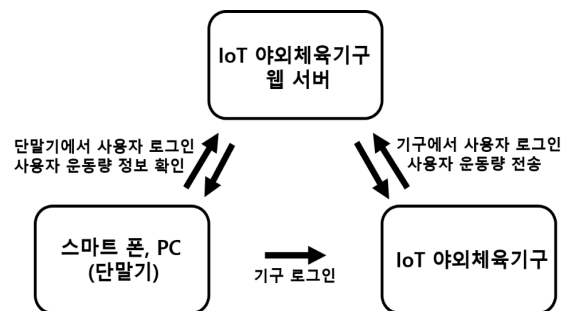 IoT 야외체육기구
웹 서버
단말기에서 사용자 로그인
사용자 운동량 정보 확인
기구에서 사용자 로그인
사용자 운동량 전송
스마트 폰, PC
(단말기)
기구 로그인
IoT 야외체육기구